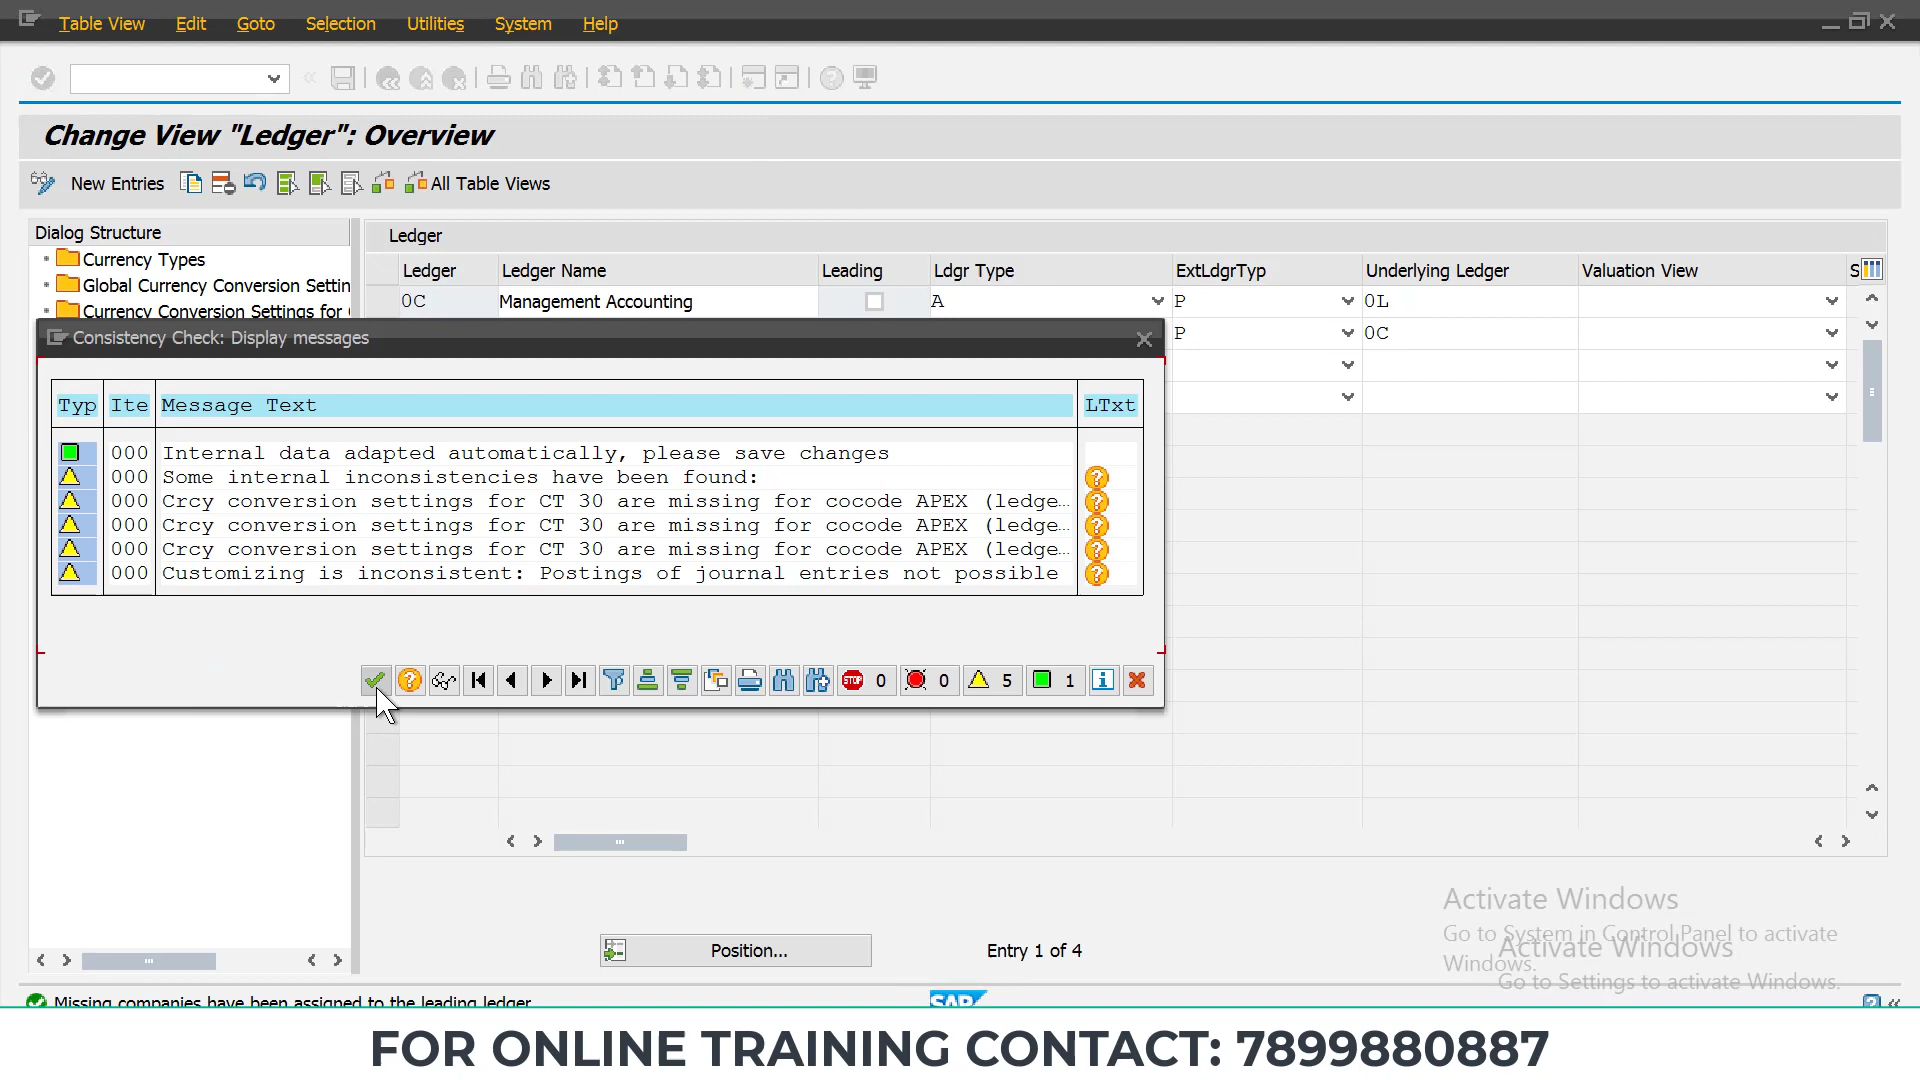 Table View Edit Goto Selection Utilities System Help
Change View "Ledger": Overview
New Entries All Table Views
Dialog Structure
Currency Types
Global Currency Conversion Settin
Currency Conversion Settings for
Ledger
Ledger Ledger Name Leading Ldgr Type ExtLdgrTyp Underlying Ledger Valuation View S
0C Management Accounting A P 0L
P 0C
Consistency Check: Display messages
Typ Ite Message Text LTxt
000 Internal data adapted automatically, please save changes
000 Some internal inconsistencies have been found:
000 Crcy conversion settings for CT 30 are missing for cocode APEX (ledge…
000 Crcy conversion settings for CT 30 are missing for cocode APEX (ledge…
000 Crcy conversion settings for CT 30 are missing for cocode APEX (ledge…
000 Customizing is inconsistent: Postings of journal entries not possible
STOP 0 0 5 1
Position... Entry 1 of 4
Activate Windows
Go to System in Control Panel to activate
Windows.
Activate Windows
Go to Settings to activate Windows.
Missing companies have been assigned to the leading ledger
SAP
FOR ONLINE TRAINING CONTACT: 7899880887